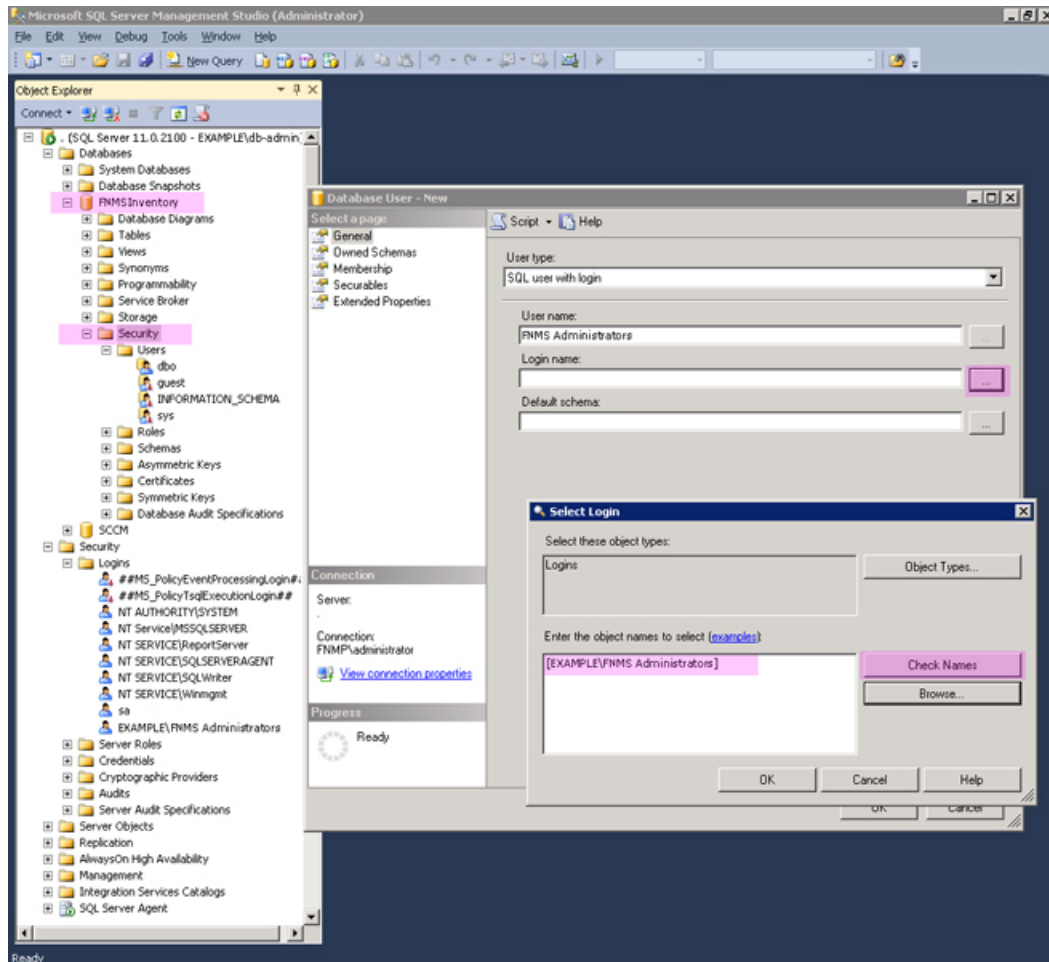 Microsoft SQL Server Management Studio (Administrator)
File Edit View Debug Tools Window Help
New Query
Object Explorer
Connect
. (SQL Server 11.0.2100 - EXAMPLE\db-admin
Databases
System Databases
Database Snapshots
FNMSInventory
Database Diagrams
Tables
Views
Synonyms
Programmability
Service Broker
Storage
Security
Users
dbo
guest
INFORMATION_SCHEMA
sys
Roles
Schemas
Asymmetric Keys
Certificates
Symmetric Keys
Database Audit Specifications
SCCM
Security
Logins
##MS_PolicyEventProcessingLogin##
##MS_PolicyTsqlExecutionLogin##
NT AUTHORITY\SYSTEM
NT Service\MSSQLSERVER
NT SERVICE\ReportServer
NT SERVICE\SQLSERVERAGENT
NT SERVICE\SQLWriter
NT SERVICE\Winmgmt
sa
EXAMPLE\FNMS Administrators
Server Roles
Credentials
Cryptographic Providers
Audits
Server Audit Specifications
Server Objects
Replication
AlwaysOn High Availability
Management
Integration Services Catalogs
SQL Server Agent
Database User - New
Select a page
General
Owned Schemas
Membership
Securables
Extended Properties
Script Help
User type:
SQL user with login
User name:
FNMS Administrators
...
Login name:
...
Default schema:
...
Connection
Server:
.
Connection:
FNMP\administrator
View connection properties
Progress
Ready
Select Login
Select these object types:
Logins
Object Types...
Enter the object names to select (examples):
[EXAMPLE\FNMS Administrators]
Check Names
Browse...
OK Cancel Help
OK Cancel
Ready